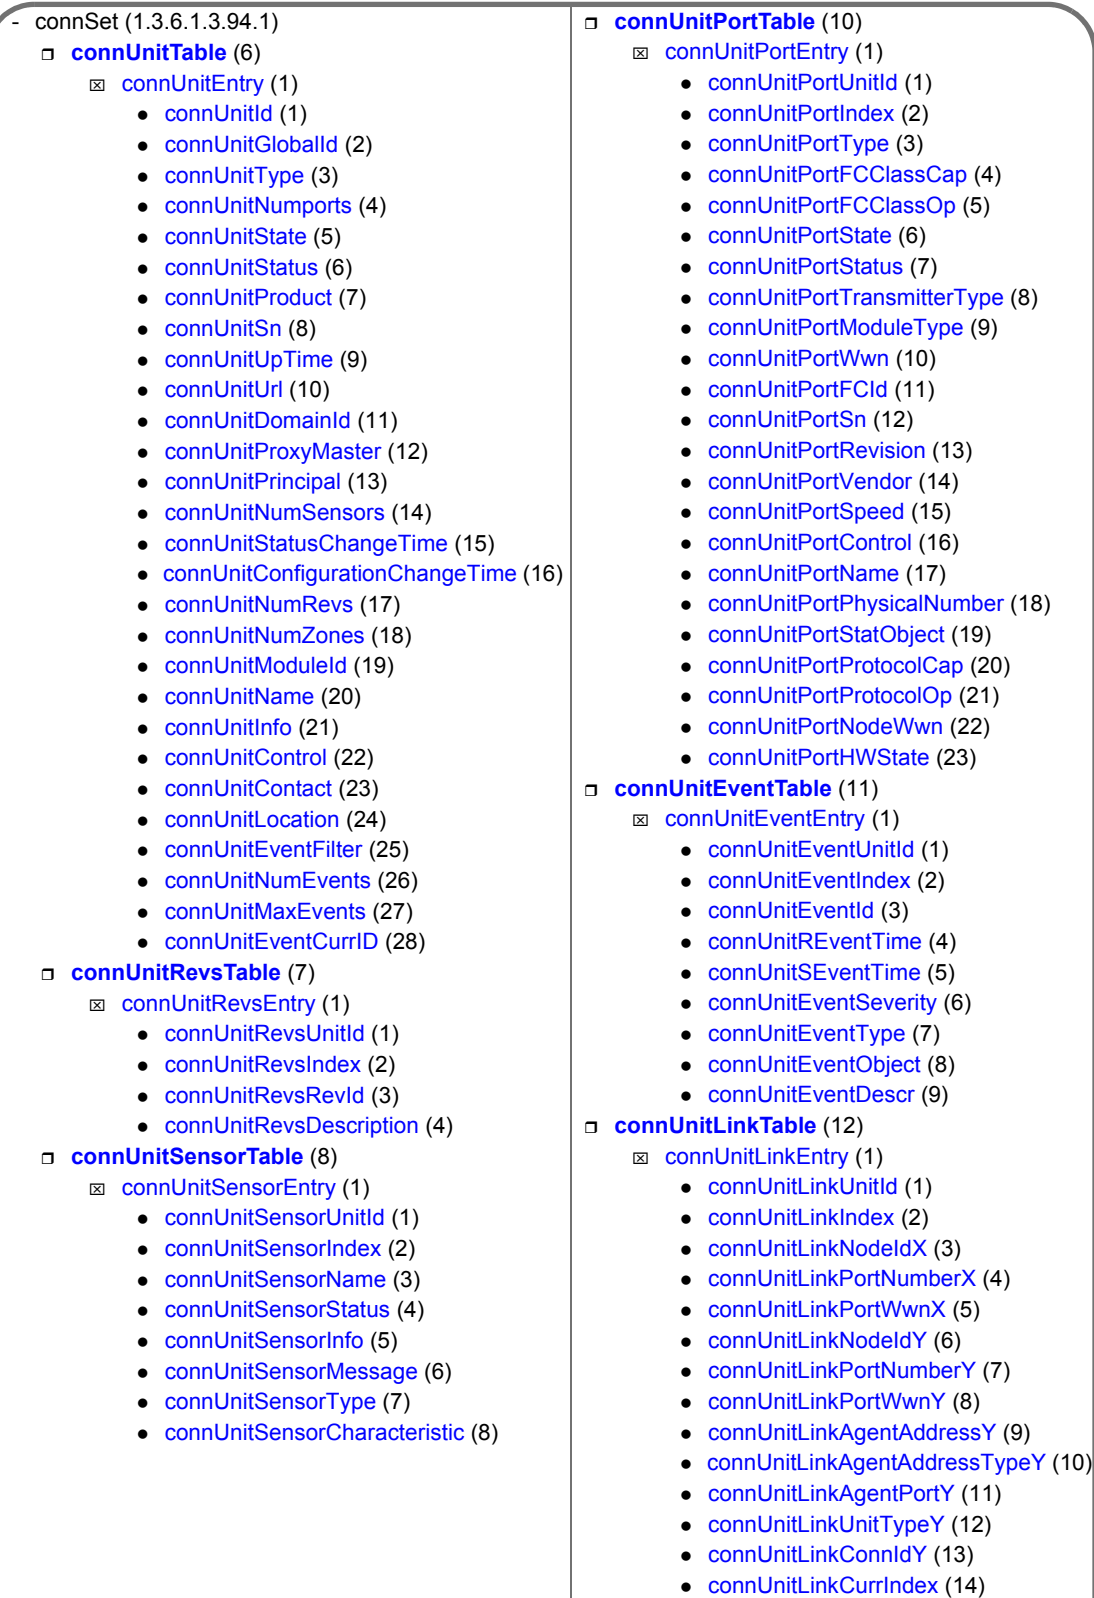 - connSet (1.3.6.1.3.94.1)
❒ connUnitTable (6)
☒ connUnitEntry (1)
● connUnitId (1)
● connUnitGlobalId (2)
● connUnitType (3)
● connUnitNumports (4)
● connUnitState (5)
● connUnitStatus (6)
● connUnitProduct (7)
● connUnitSn (8)
● connUnitUpTime (9)
● connUnitUrl (10)
● connUnitDomainId (11)
● connUnitProxyMaster (12)
● connUnitPrincipal (13)
● connUnitNumSensors (14)
● connUnitStatusChangeTime (15)
● connUnitConfigurationChangeTime (16)
● connUnitNumRevs (17)
● connUnitNumZones (18)
● connUnitModuleId (19)
● connUnitName (20)
● connUnitInfo (21)
● connUnitControl (22)
● connUnitContact (23)
● connUnitLocation (24)
● connUnitEventFilter (25)
● connUnitNumEvents (26)
● connUnitMaxEvents (27)
● connUnitEventCurrID (28)
❒ connUnitRevsTable (7)
☒ connUnitRevsEntry (1)
● connUnitRevsUnitId (1)
● connUnitRevsIndex (2)
● connUnitRevsRevId (3)
● connUnitRevsDescription (4)
❒ connUnitSensorTable (8)
☒ connUnitSensorEntry (1)
● connUnitSensorUnitId (1)
● connUnitSensorIndex (2)
● connUnitSensorName (3)
● connUnitSensorStatus (4)
● connUnitSensorInfo (5)
● connUnitSensorMessage (6)
● connUnitSensorType (7)
● connUnitSensorCharacteristic (8)
❒ connUnitPortTable (10)
☒ connUnitPortEntry (1)
● connUnitPortUnitId (1)
● connUnitPortIndex (2)
● connUnitPortType (3)
● connUnitPortFCClassCap (4)
● connUnitPortFCClassOp (5)
● connUnitPortState (6)
● connUnitPortStatus (7)
● connUnitPortTransmitterType (8)
● connUnitPortModuleType (9)
● connUnitPortWwn (10)
● connUnitPortFCId (11)
● connUnitPortSn (12)
● connUnitPortRevision (13)
● connUnitPortVendor (14)
● connUnitPortSpeed (15)
● connUnitPortControl (16)
● connUnitPortName (17)
● connUnitPortPhysicalNumber (18)
● connUnitPortStatObject (19)
● connUnitPortProtocolCap (20)
● connUnitPortProtocolOp (21)
● connUnitPortNodeWwn (22)
● connUnitPortHWState (23)
❒ connUnitEventTable (11)
☒ connUnitEventEntry (1)
● connUnitEventUnitId (1)
● connUnitEventIndex (2)
● connUnitEventId (3)
● connUnitREventTime (4)
● connUnitSEventTime (5)
● connUnitEventSeverity (6)
● connUnitEventType (7)
● connUnitEventObject (8)
● connUnitEventDescr (9)
❒ connUnitLinkTable (12)
☒ connUnitLinkEntry (1)
● connUnitLinkUnitId (1)
● connUnitLinkIndex (2)
● connUnitLinkNodeIdX (3)
● connUnitLinkPortNumberX (4)
● connUnitLinkPortWwnX (5)
● connUnitLinkNodeIdY (6)
● connUnitLinkPortNumberY (7)
● connUnitLinkPortWwnY (8)
● connUnitLinkAgentAddressY (9)
● connUnitLinkAgentAddressTypeY (10)
● connUnitLinkAgentPortY (11)
● connUnitLinkUnitTypeY (12)
● connUnitLinkConnIdY (13)
● connUnitLinkCurrIndex (14)